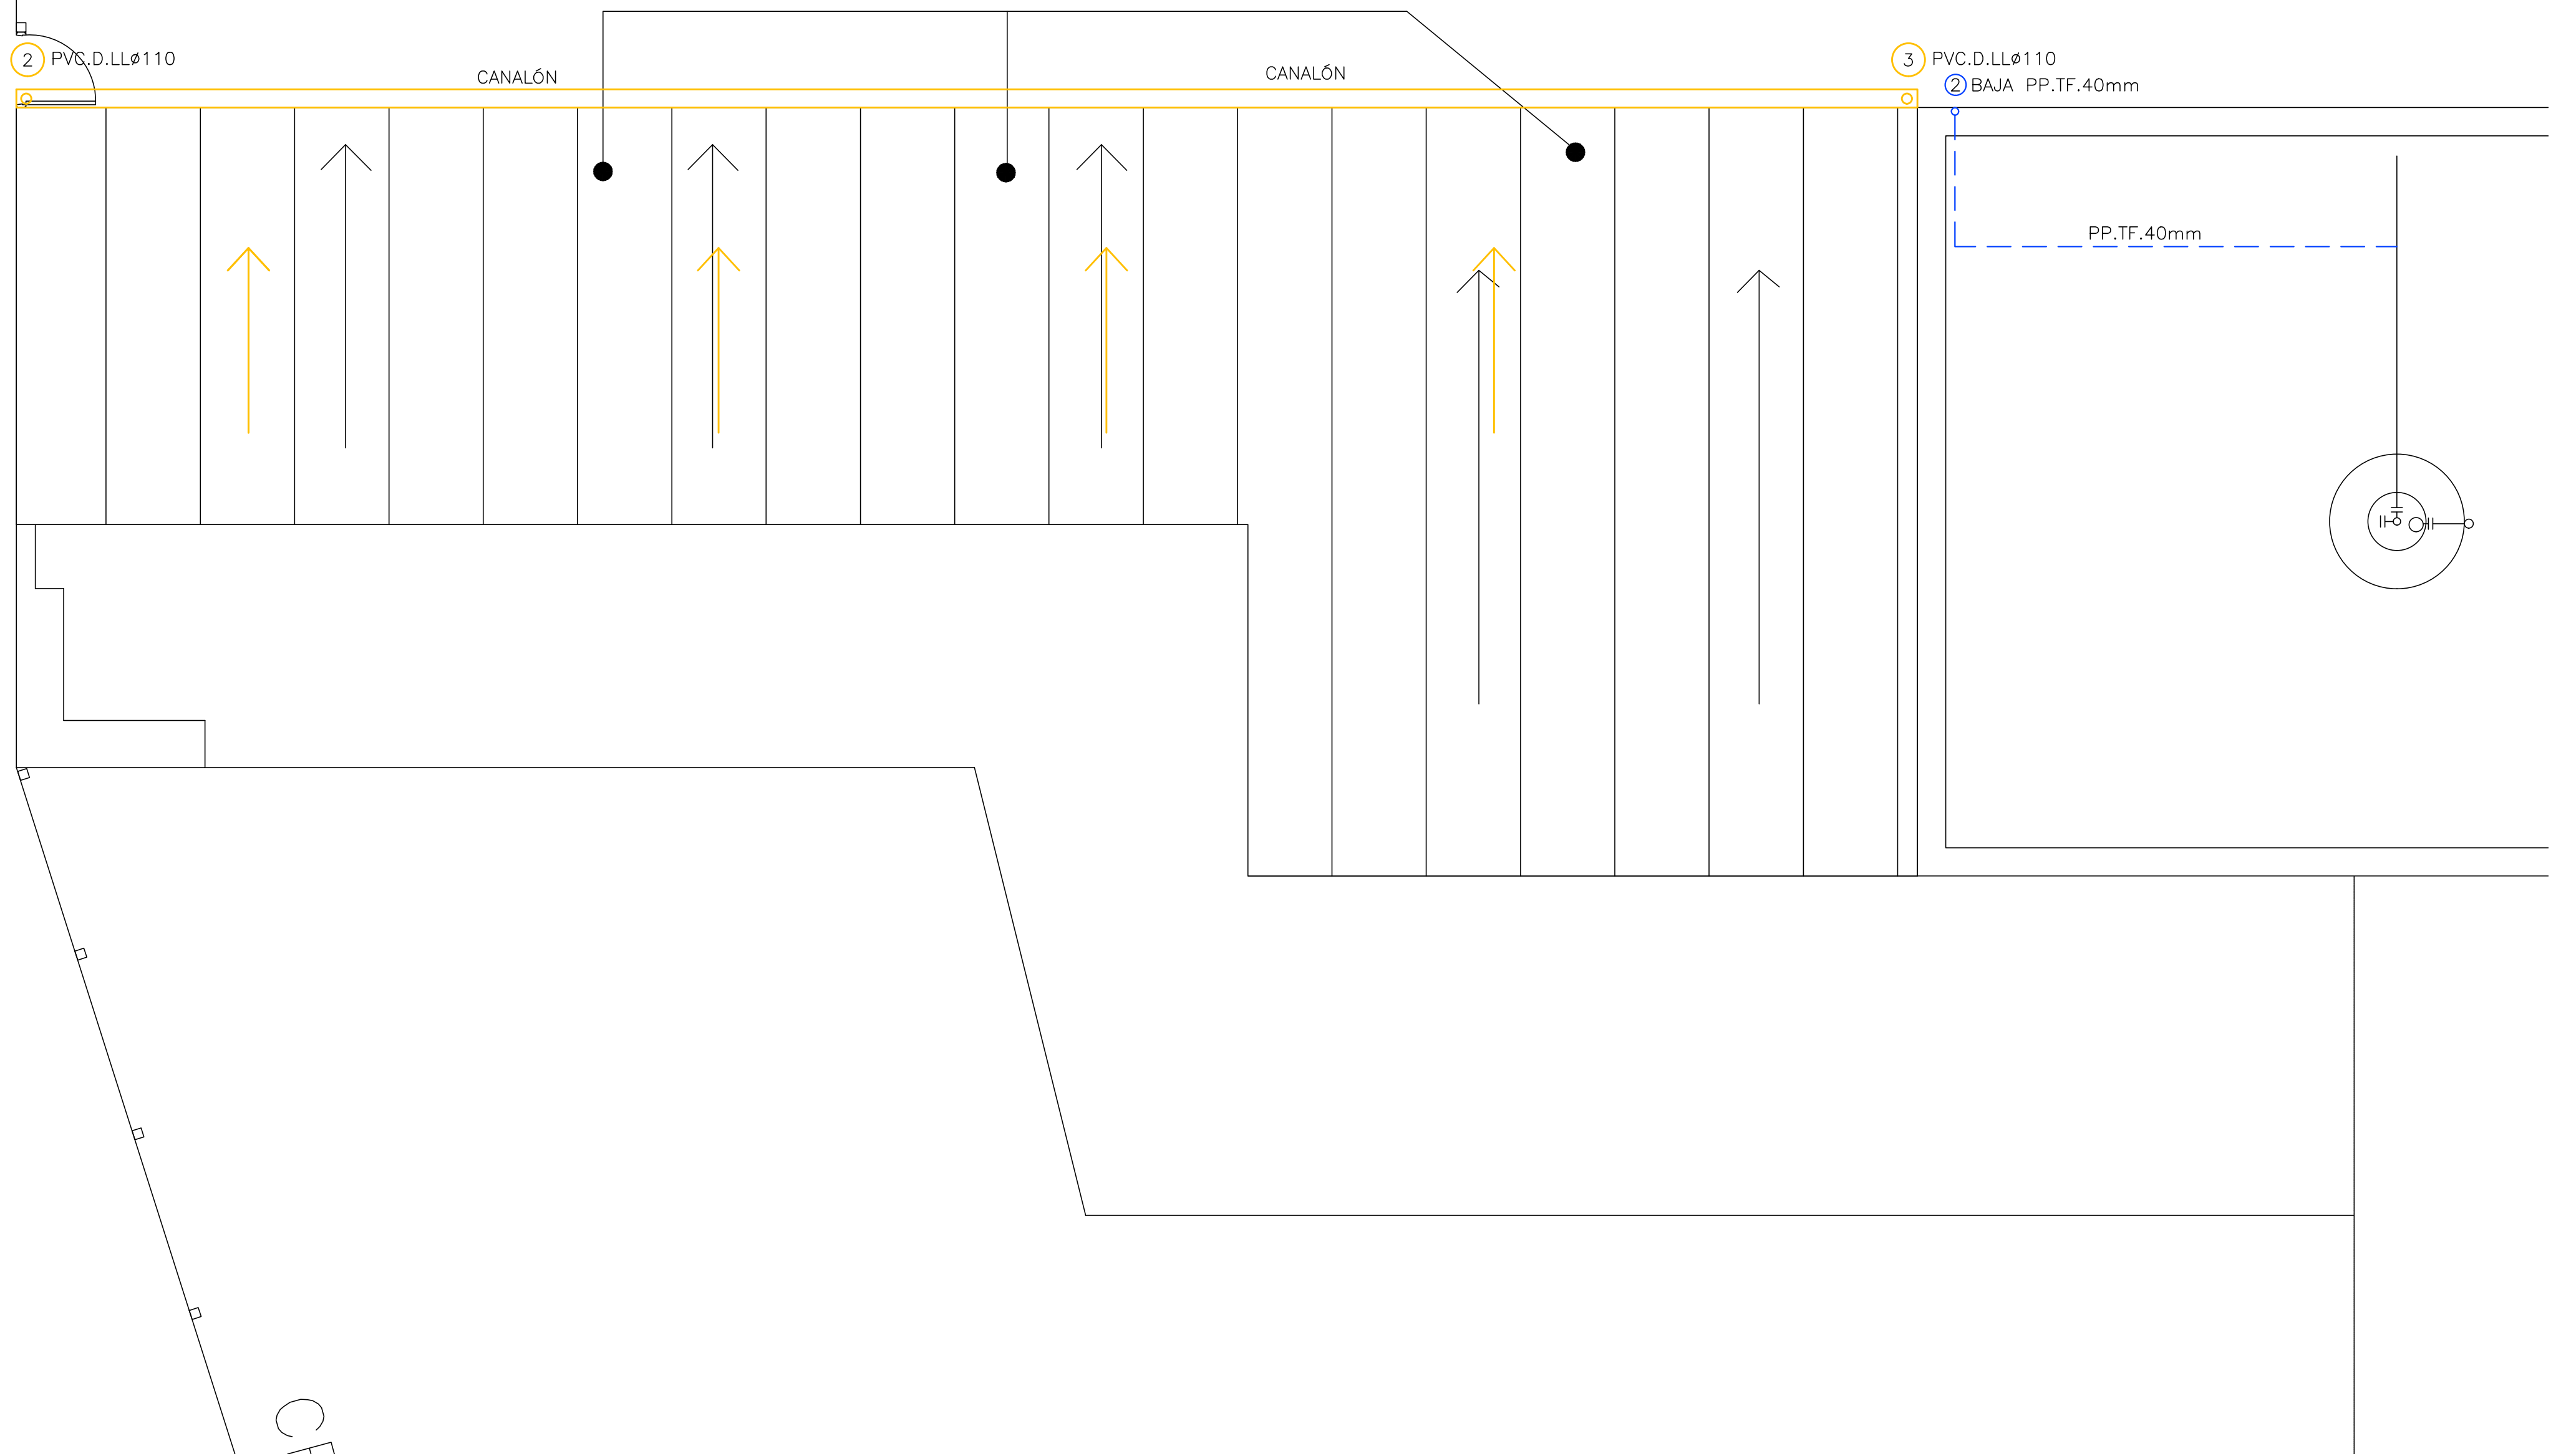 2 PVC.D.LLø110
CANALÓN
CANALÓN
3 PVC.D.LLø110
2 BAJA PP.TF.40mm
PP.TF.40mm